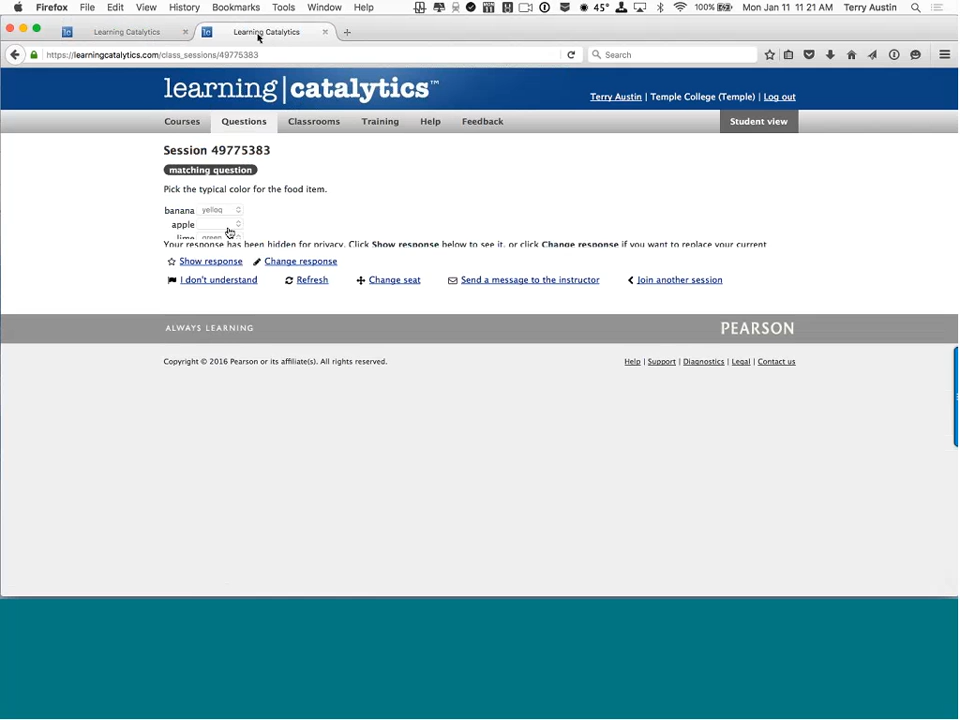 Firefox File Edit View History Bookmarks Tools Window Help 45° 100% Mon Jan 11 11:21 AM Terry Austin
Learning Catalytics × Learning Catalytics × +
https://learningcatalytics.com/class_sessions/49775383 Search
learning|catalytics™
Terry Austin | Temple College (Temple) | Log out
Courses Questions Classrooms Training Help Feedback Student view
Session 49775383
matching question
Pick the typical color for the food item.
banana yelloq
apple
lime green
Your response has been hidden for privacy. Click Show response below to see it, or click Change response if you want to replace your current
Show response Change response
I don't understand Refresh Change seat Send a message to the instructor Join another session
ALWAYS LEARNING PEARSON
Copyright © 2016 Pearson or its affiliate(s). All rights reserved. Help | Support | Diagnostics | Legal | Contact us